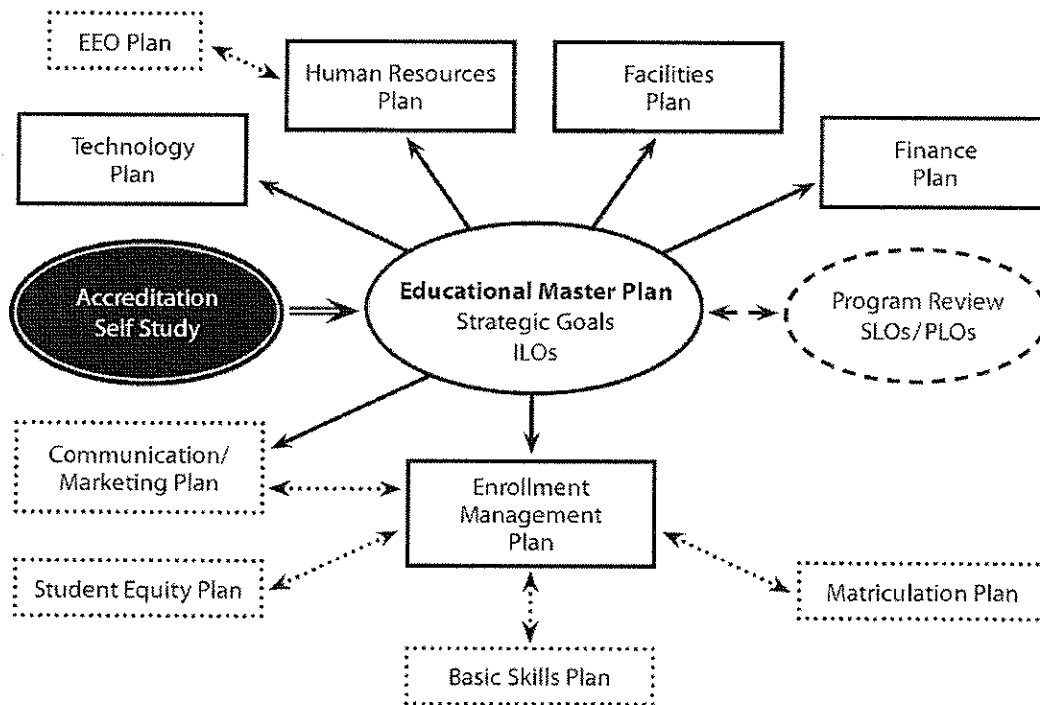 EEO Plan
Human Resources
Plan
Facilities
Plan
Technology
Plan
Finance
Plan
Accreditation
Self Study
Educational Master Plan
Strategic Goals
ILOs
Program Review
SLOs/PLOs
Communication/
Marketing Plan
Enrollment
Management
Plan
Student Equity Plan
Matriculation Plan
Basic Skills Plan